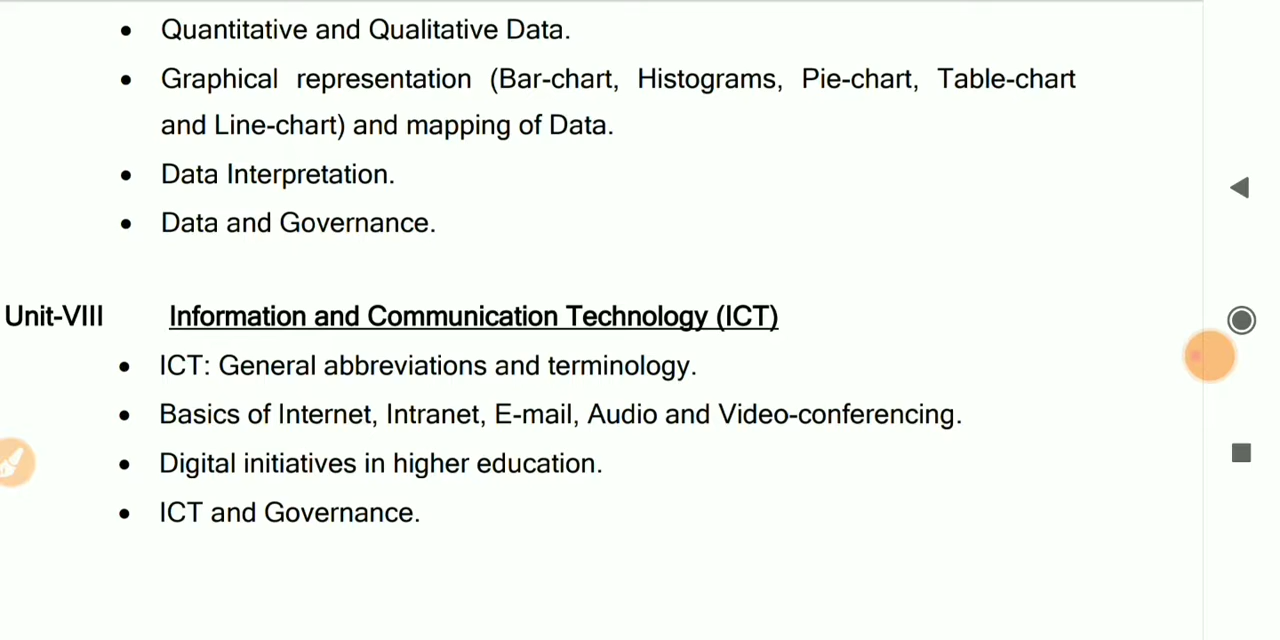 • Quantitative and Qualitative Data.
• Graphical representation (Bar-chart, Histograms, Pie-chart, Table-chart
and Line-chart) and mapping of Data.
• Data Interpretation.
• Data and Governance.
Unit-VIII Information and Communication Technology (ICT)
• ICT: General abbreviations and terminology.
• Basics of Internet, Intranet, E-mail, Audio and Video-conferencing.
• Digital initiatives in higher education.
• ICT and Governance.